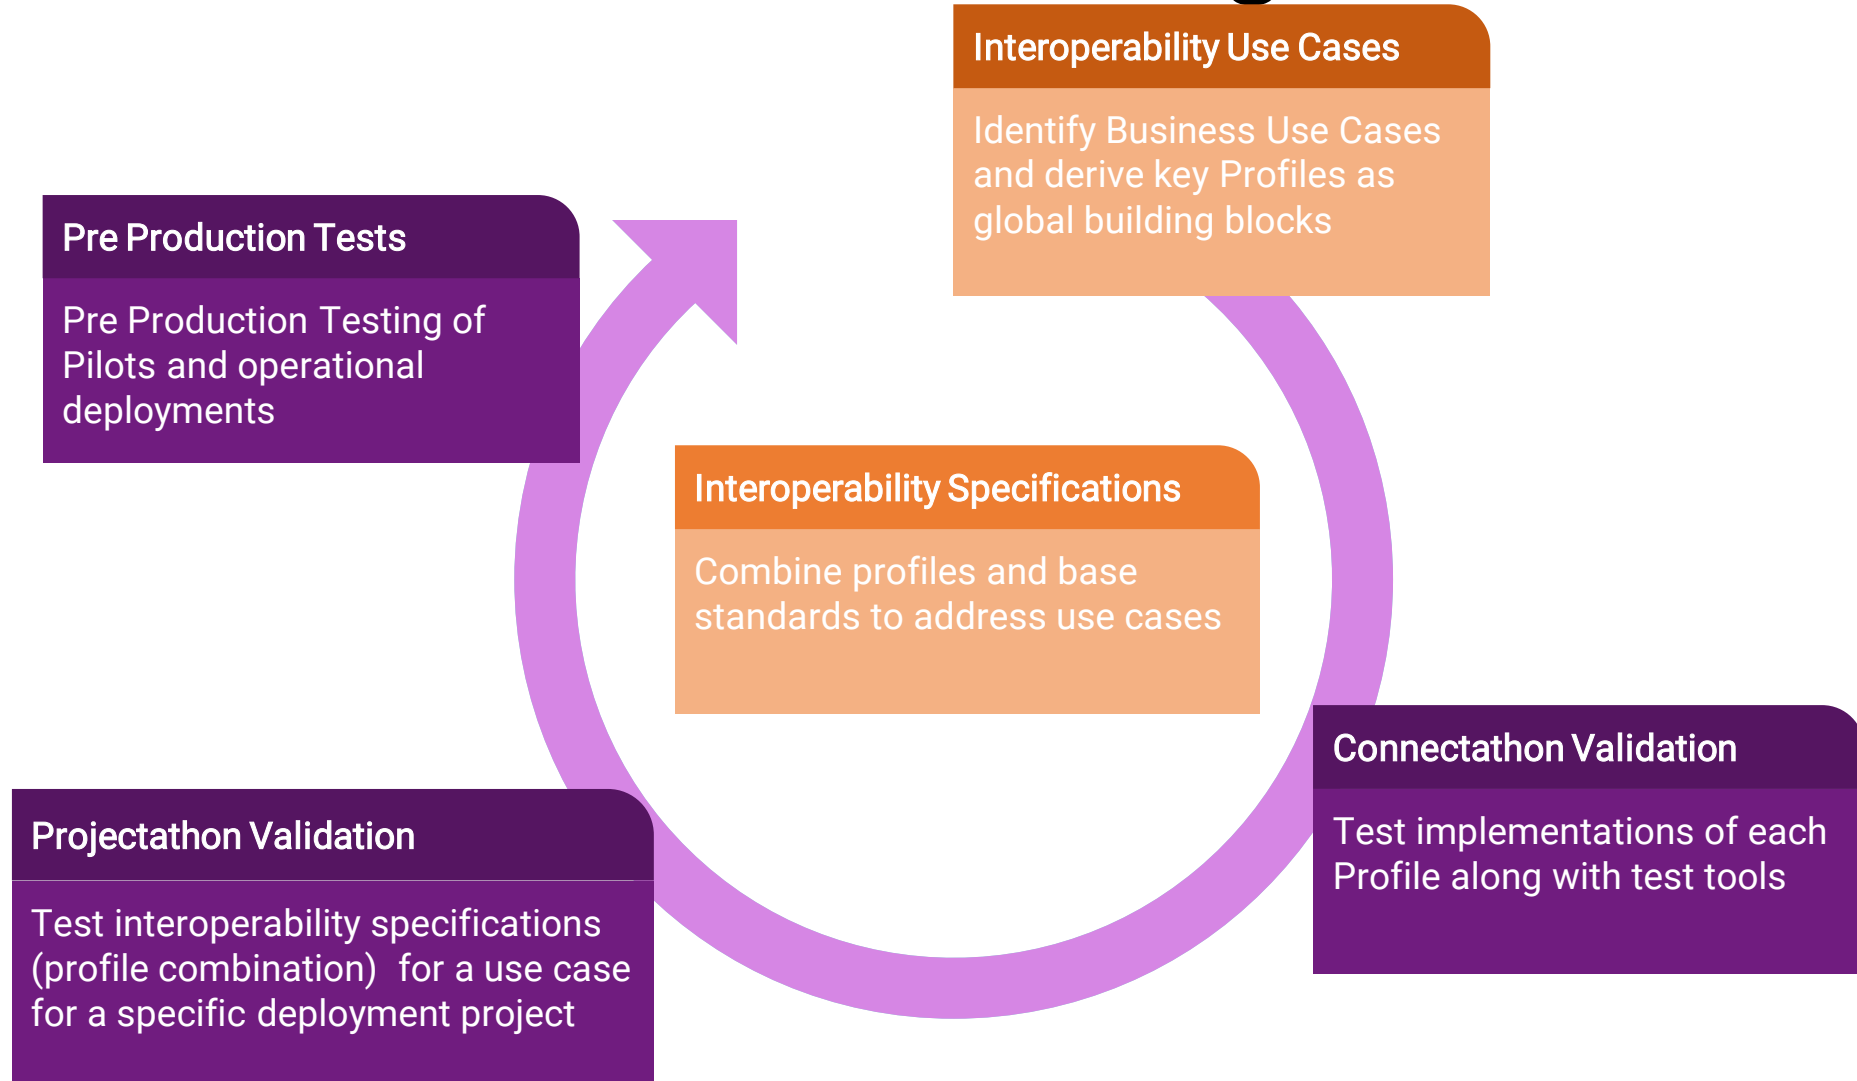 Interoperability Use Cases
Identify Business Use Cases
and derive key Profiles as
global building blocks
Pre Production Tests
Pre Production Testing of
Pilots and operational
deployments
Interoperability Specifications
Combine profiles and base
standards to address use cases
Connectathon Validation
Test implementations of each
Profile along with test tools
Projectathon Validation
Test interoperability specifications
(profile combination)  for a use case
for a specific deployment project